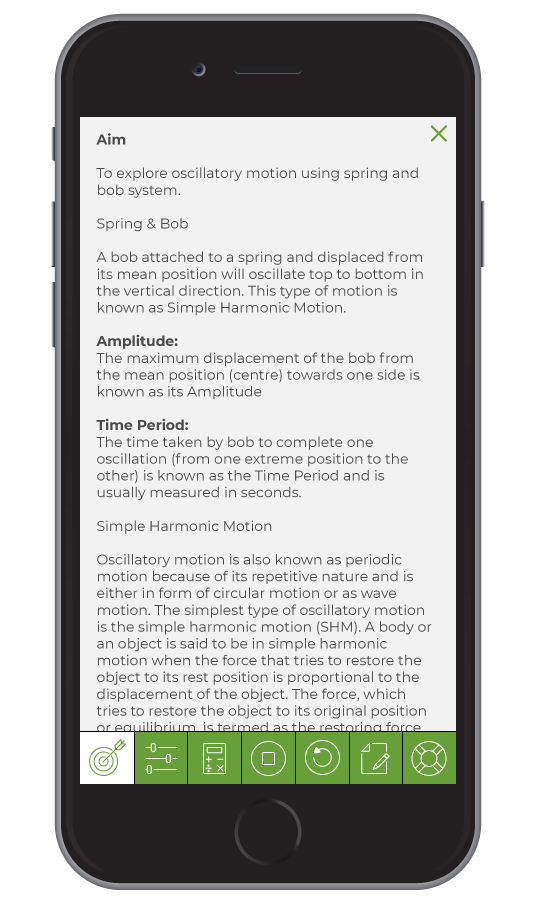 Aim
To explore oscillatory motion using spring and
bob system.
Spring & Bob
A bob attached to a spring and displaced from
its mean position will oscillate top to bottom in
the vertical direction. This type of motion is
known as Simple Harmonic Motion.
Amplitude:
The maximum displacement of the bob from
the mean position (centre) towards one side is
known as its Amplitude
Time Period:
The time taken by bob to complete one
oscillation (from one extreme position to the
other) is known as the Time Period and is
usually measured in seconds.
Simple Harmonic Motion
Oscillatory motion is also known as periodic
motion because of its repetitive nature and is
either in form of circular motion or as wave
motion. The simplest type of oscillatory motion
is the simple harmonic motion (SHM). A body or
an object is said to be in simple harmonic
motion when the force that tries to restore the
object to its rest position is proportional to the
displacement of the object. The force, which
tries to restore the object to its original position
or equilibrium, is termed as the restoring force